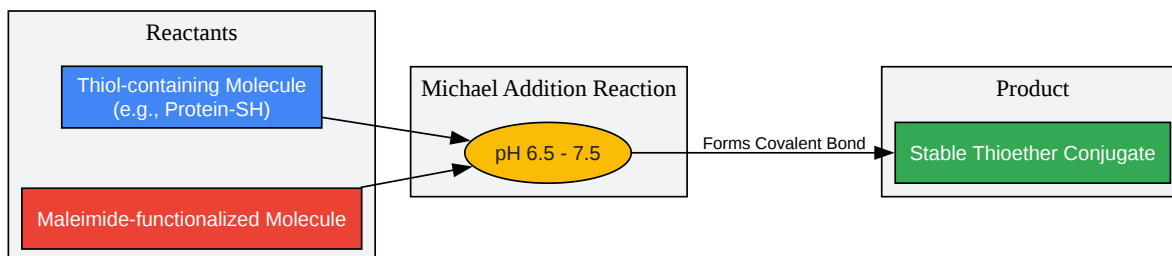 Reactants
Thiol-containing Molecule
(e.g., Protein-SH)
Maleimide-functionalized Molecule
Michael Addition Reaction
pH 6.5 - 7.5
Forms Covalent Bond
Product
Stable Thioether Conjugate